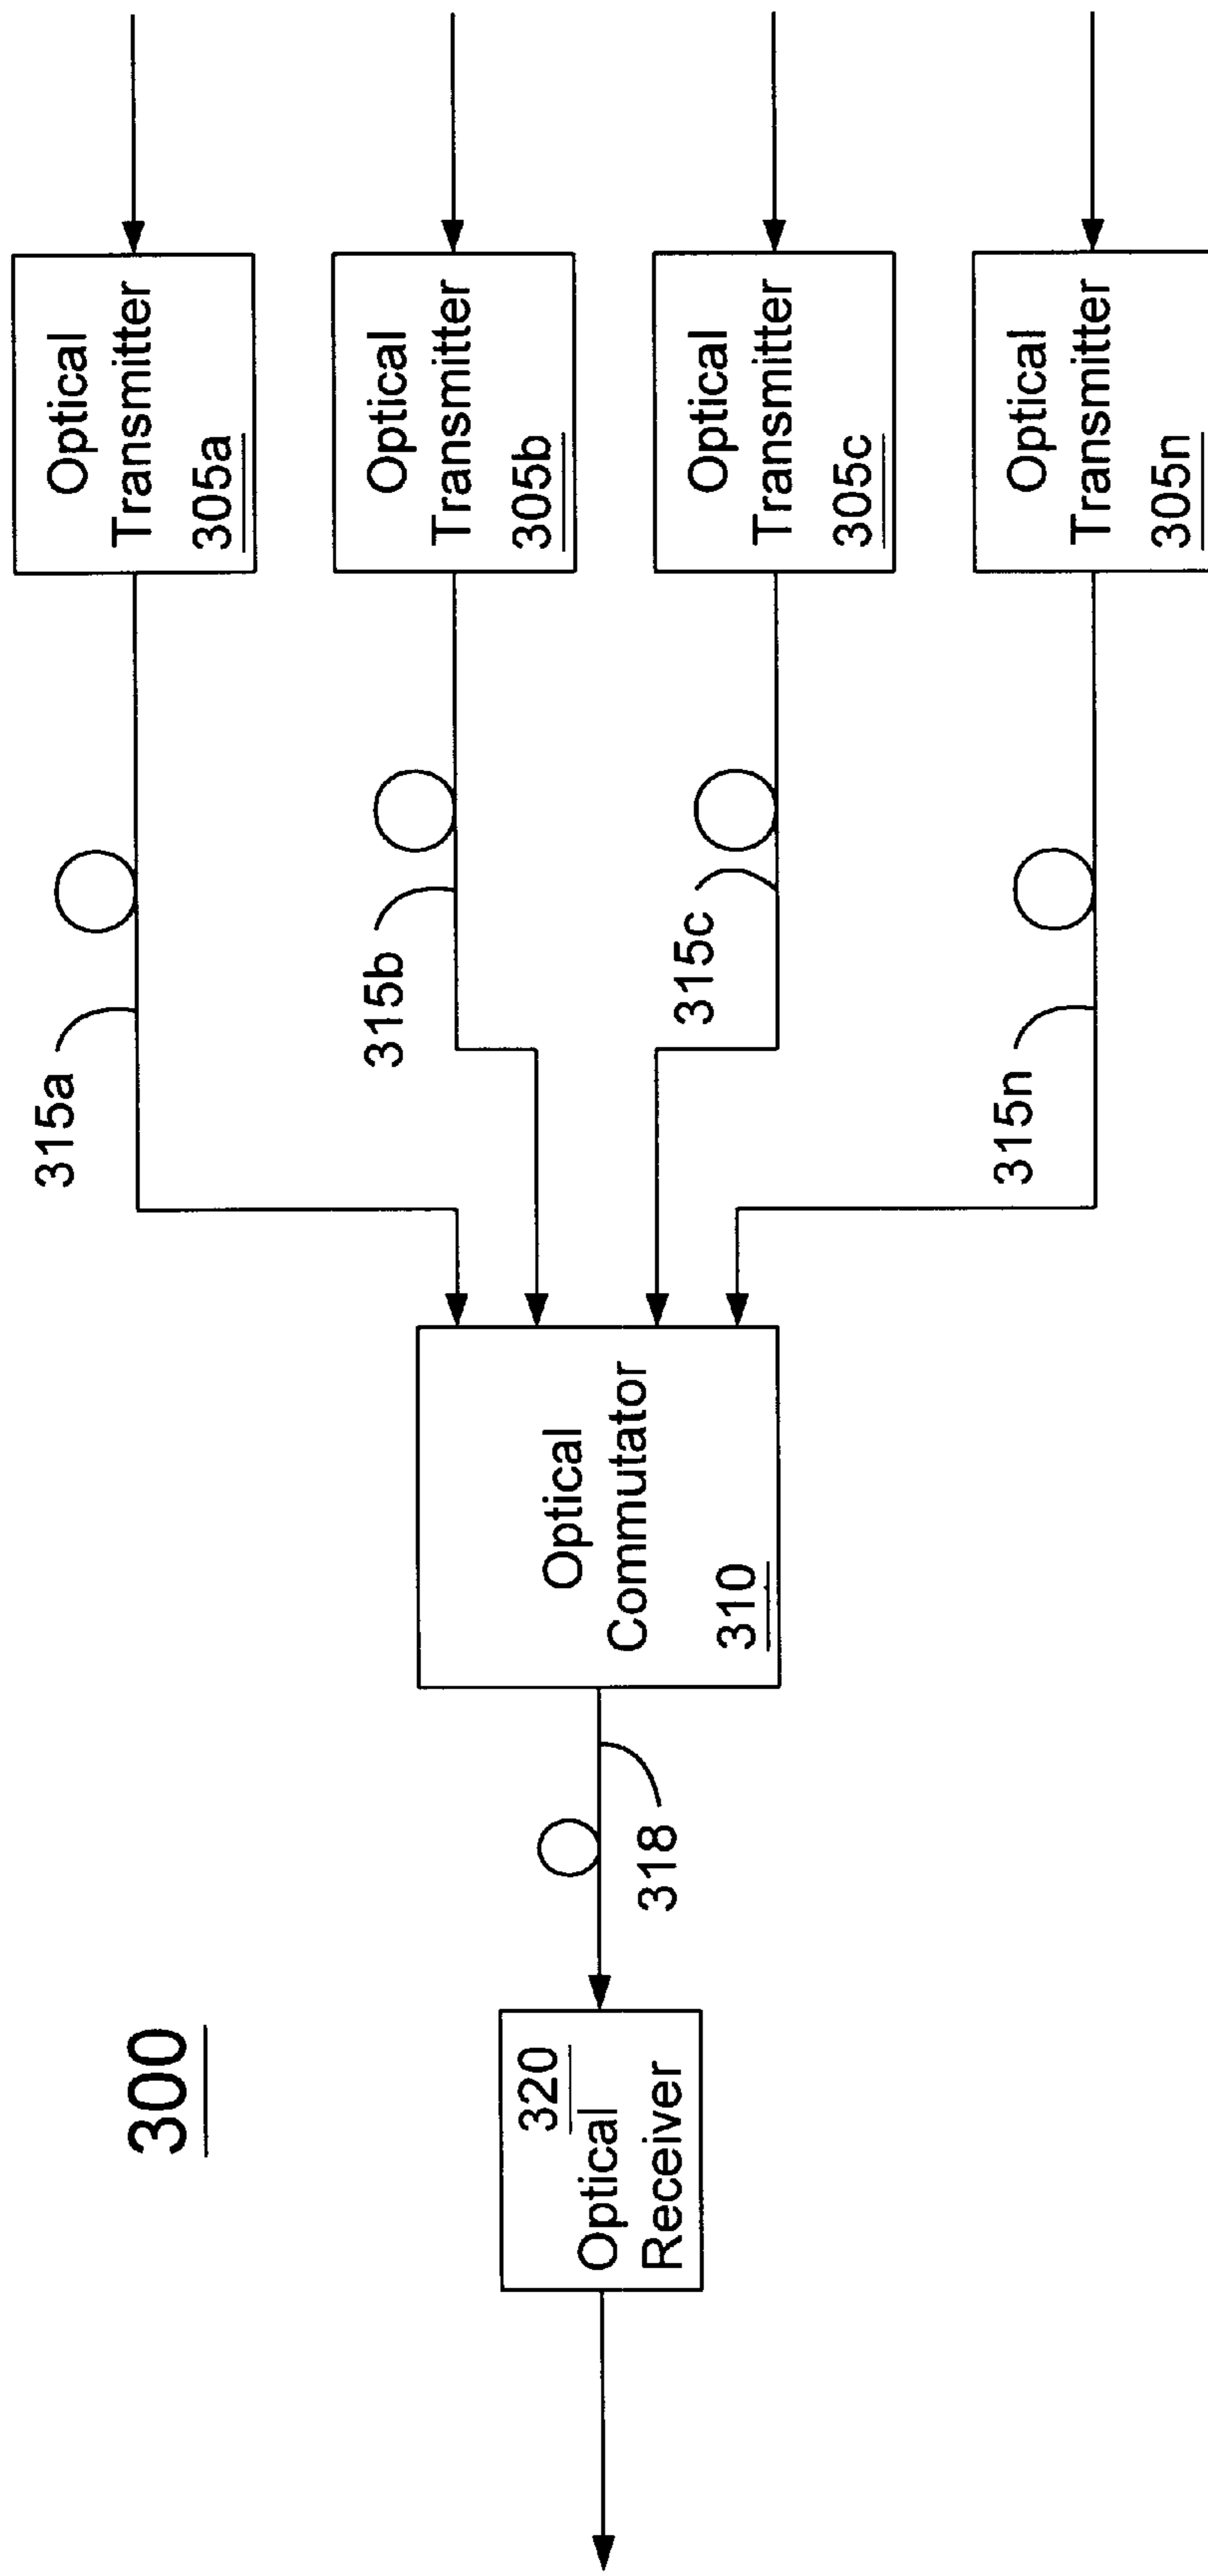 300
Optical
Transmitter
305a
Optical
Transmitter
305b
Optical
Transmitter
305c
Optical
Transmitter
305n
315a
315b
315c
315n
Optical
Commutator
310
318
320
Optical
Receiver